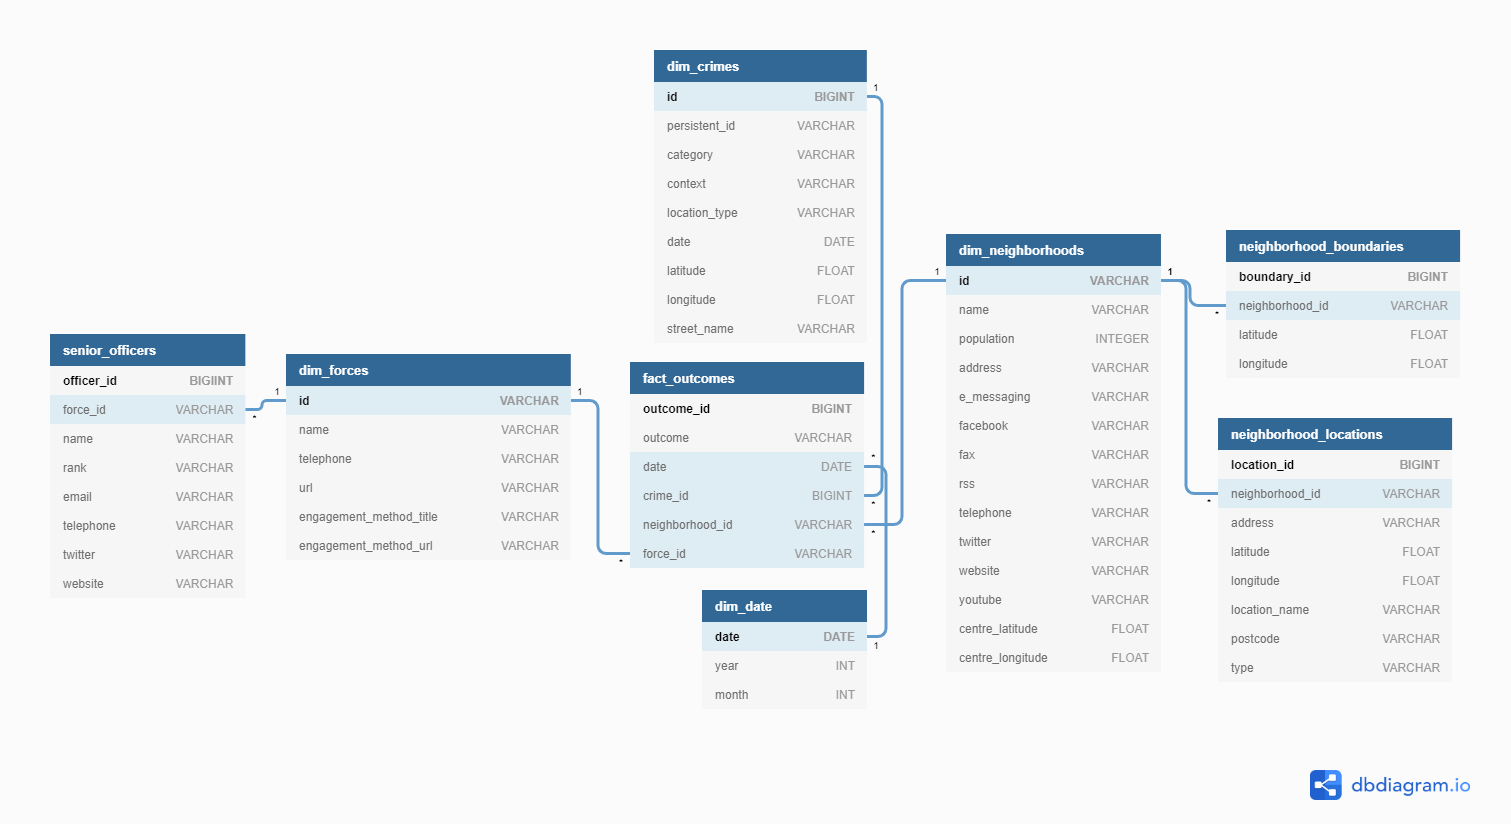 dim_crimes
1
id BIGINT
persistent_id VARCHAR
category VARCHAR
context VARCHAR
location_type VARCHAR
date DATE
latitude FLOAT
longitude FLOAT
street_name VARCHAR
senior_officers
officer_id BIGIINT
force_id VARCHAR
*
name VARCHAR
rank VARCHAR
email VARCHAR
telephone VARCHAR
twitter VARCHAR
website VARCHAR
dim_forces
1
id VARCHAR
1
name VARCHAR
telephone VARCHAR
url VARCHAR
engagement_method_title VARCHAR
engagement_method_url VARCHAR
fact_outcomes
outcome_id BIGINT
outcome VARCHAR
*
date DATE
crime_id BIGINT
*
neighborhood_id VARCHAR
*
force_id VARCHAR
*
dim_date
date DATE
1
year INT
month INT
dim_neighborhoods
1
id VARCHAR
1
name VARCHAR
population INTEGER
address VARCHAR
e_messaging VARCHAR
facebook VARCHAR
fax VARCHAR
rss VARCHAR
telephone VARCHAR
twitter VARCHAR
website VARCHAR
youtube VARCHAR
centre_latitude FLOAT
centre_longitude FLOAT
neighborhood_boundaries
boundary_id BIGINT
neighborhood_id VARCHAR
*
latitude FLOAT
longitude FLOAT
neighborhood_locations
location_id BIGINT
neighborhood_id VARCHAR
*
address VARCHAR
latitude FLOAT
longitude FLOAT
location_name VARCHAR
postcode VARCHAR
type VARCHAR
dbdiagram.io